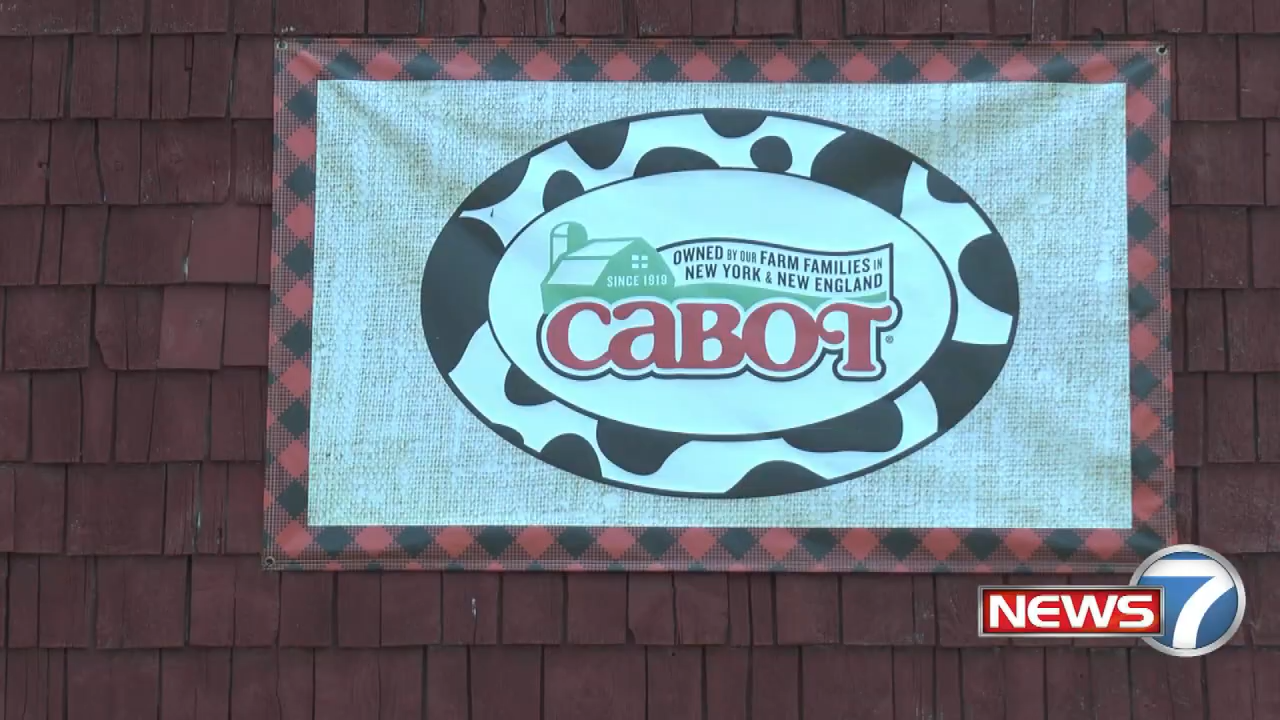 OWNED BY OUR FARM FAMILIES IN
NEW YORK & NEW ENGLAND
SINCE 1919
CABOT®
NEWS 7